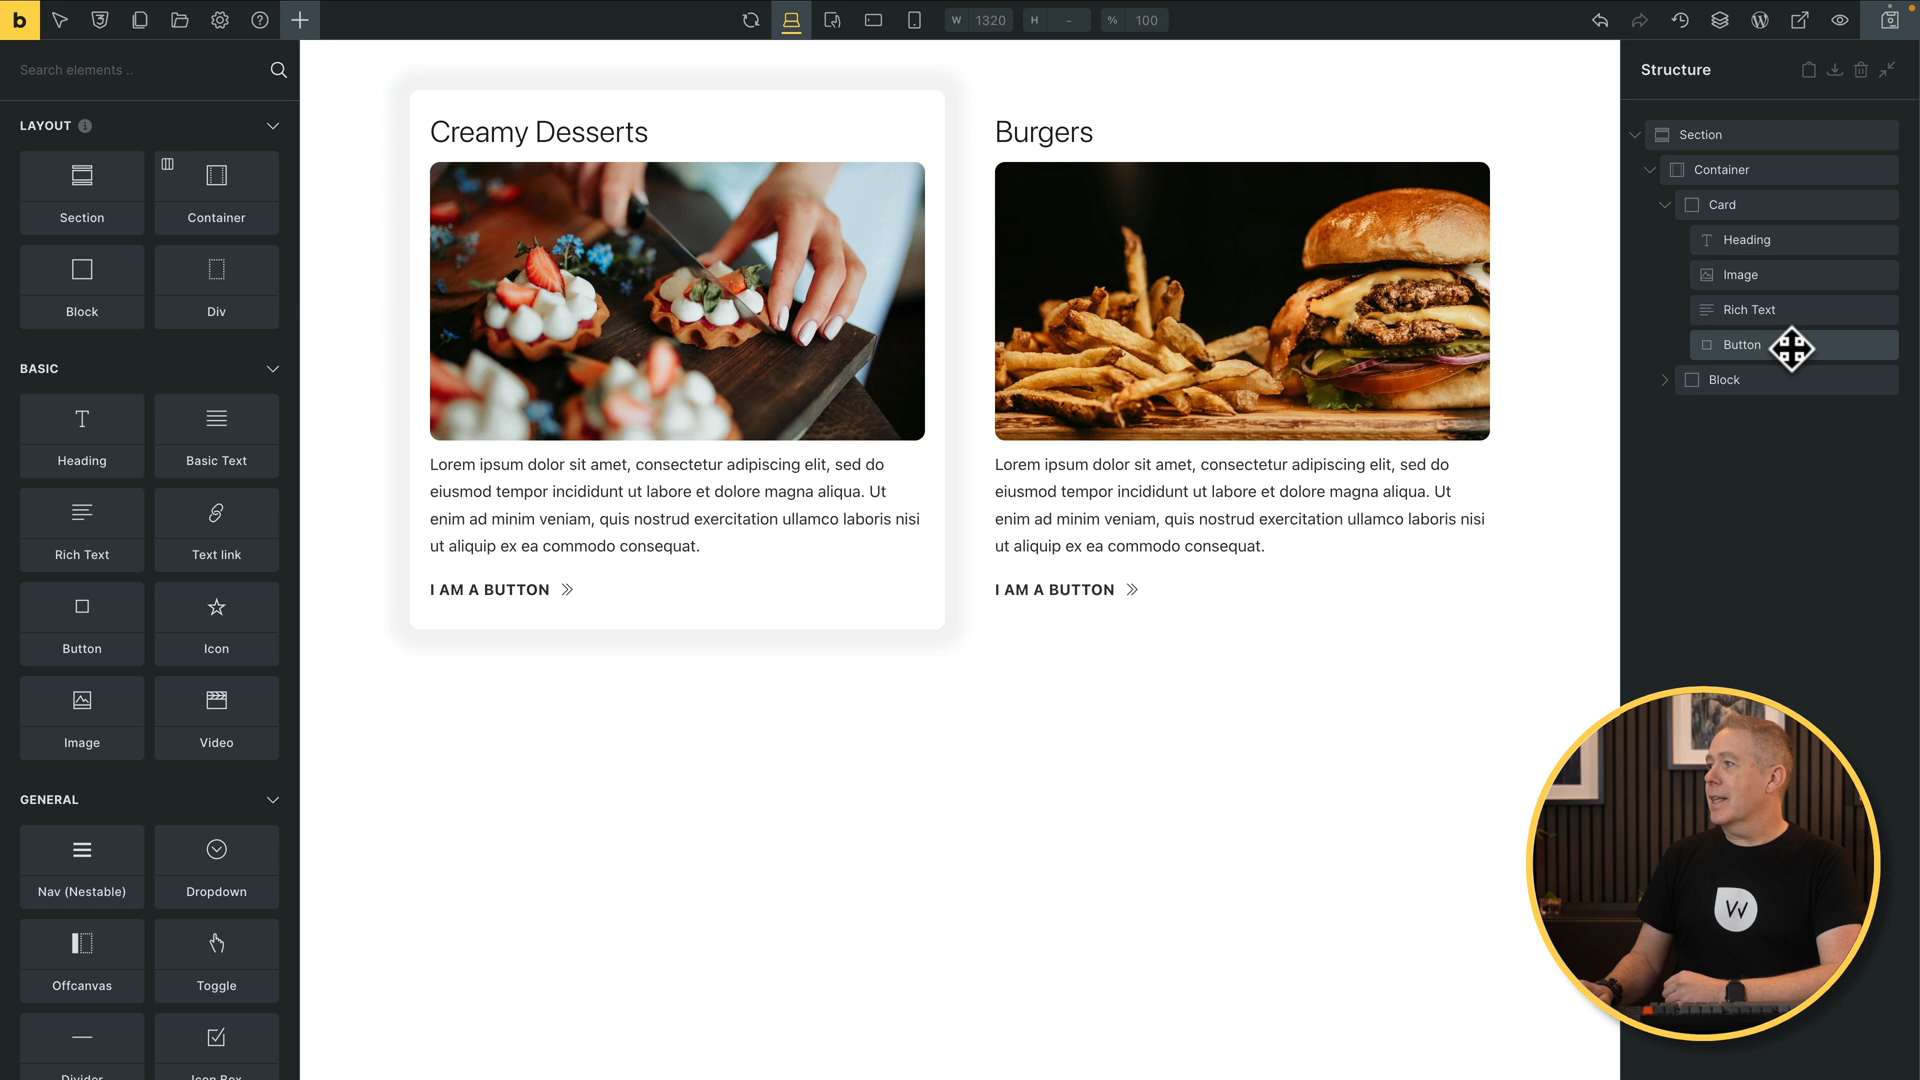 b
W 1320
H -
% 100
Search elements ..
Structure
LAYOUT
Section
Container
Block
Div
BASIC
Heading
Basic Text
Rich Text
Text link
Button
Icon
Image
Video
GENERAL
Nav (Nestable)
Dropdown
Offcanvas
Toggle
Divider
Icon Box
Creamy Desserts
Lorem ipsum dolor sit amet, consectetur adipiscing elit, sed do
eiusmod tempor incididunt ut labore et dolore magna aliqua. Ut
enim ad minim veniam, quis nostrud exercitation ullamco laboris nisi
ut aliquip ex ea commodo consequat.
I AM A BUTTON
Burgers
Lorem ipsum dolor sit amet, consectetur adipiscing elit, sed do
eiusmod tempor incididunt ut labore et dolore magna aliqua. Ut
enim ad minim veniam, quis nostrud exercitation ullamco laboris nisi
ut aliquip ex ea commodo consequat.
I AM A BUTTON
Section
Container
Card
Heading
Image
Rich Text
Button
Block
W